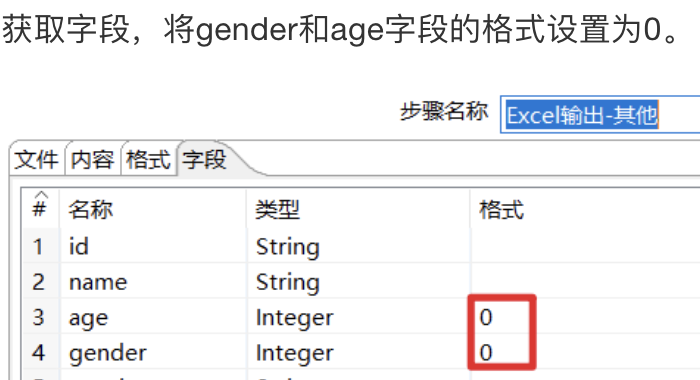 获取字段，将gender和age字段的格式设置为0。
步骤名称 Excel输出-其他
文件 内容 格式 字段
# 名称 类型 格式
1 id String
2 name String
3 age Integer 0
4 gender Integer 0